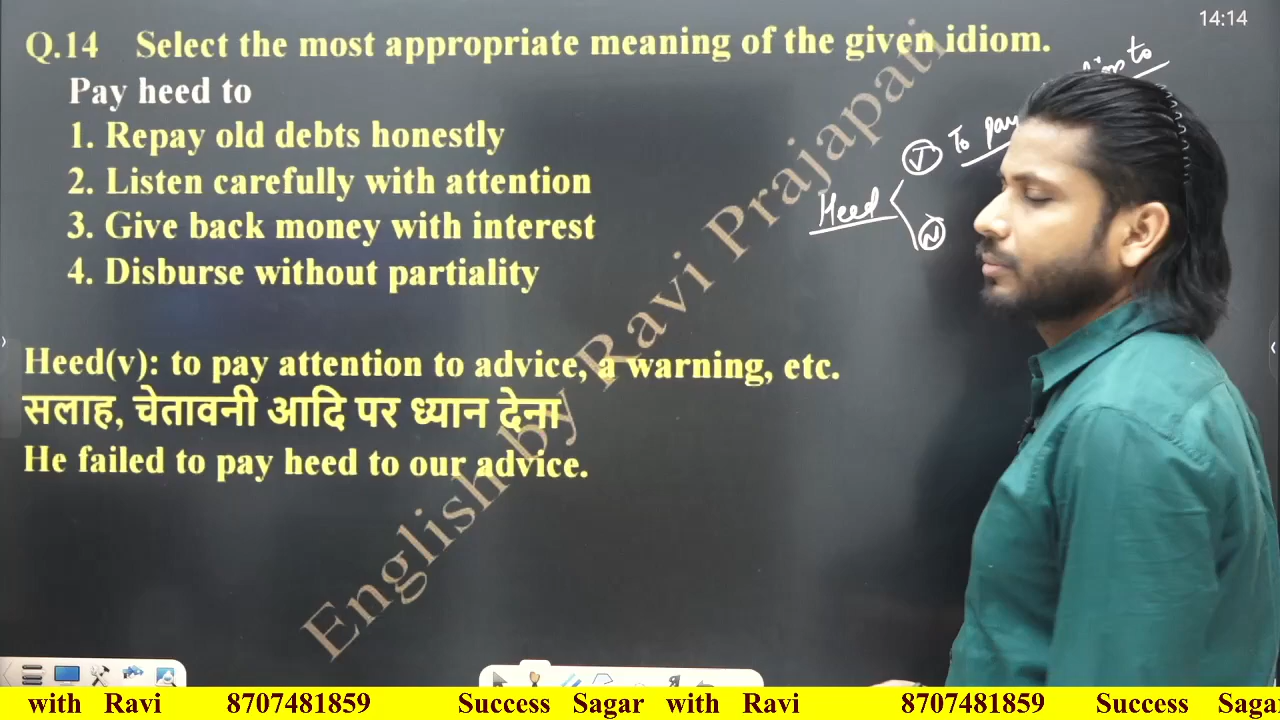 14:14
Q.14 Select the most appropriate meaning of the given idiom.
Pay heed to
1. Repay old debts honestly
2. Listen carefully with attention
3. Give back money with interest
4. Disburse without partiality
Heed
V To pay
to
N
Heed(v): to pay attention to advice, a warning, etc.
सलाह, चेतावनी आदि पर ध्यान देना
He failed to pay heed to our advice.
English by Ravi Prajapati
with Ravi 8707481859 Success Sagar with Ravi 8707481859 Success Saga